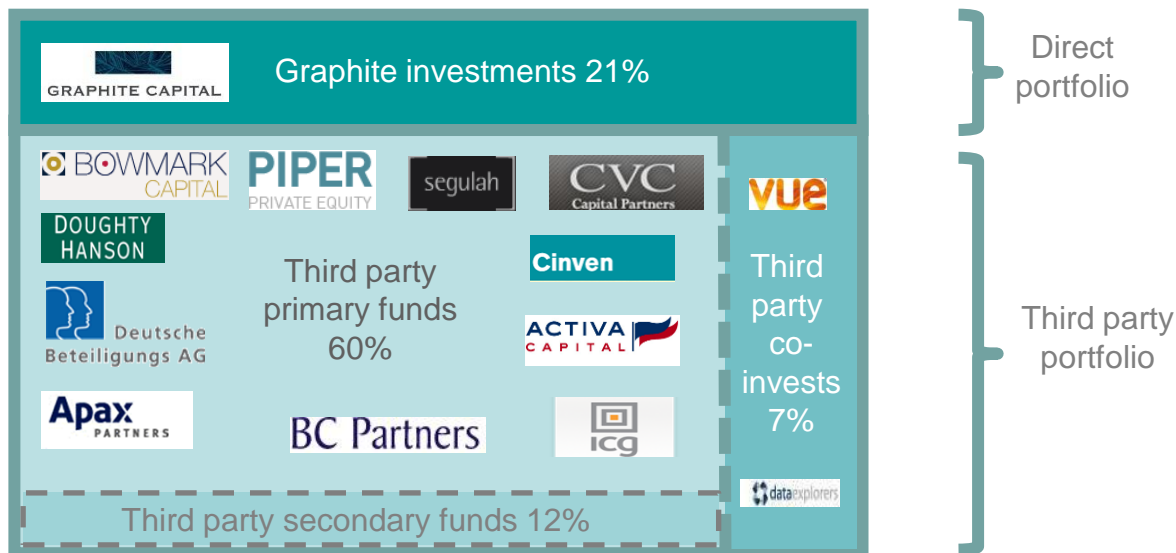 GRAPHITE CAPITAL
Graphite investments 21%
Direct
portfolio
BOWMARK
CAPITAL
PIPER
PRIVATE EQUITY
segulah
CVC
Capital Partners
DOUGHTY
HANSON
Cinven
Third party
primary funds
60%
Deutsche
Beteiligungs AG
ACTIVA
CAPITAL
Apax
PARTNERS
BC Partners
icg
Third party secondary funds 12%
vue
Third
party
co-
invests
7%
dataexplorers
Third party
portfolio